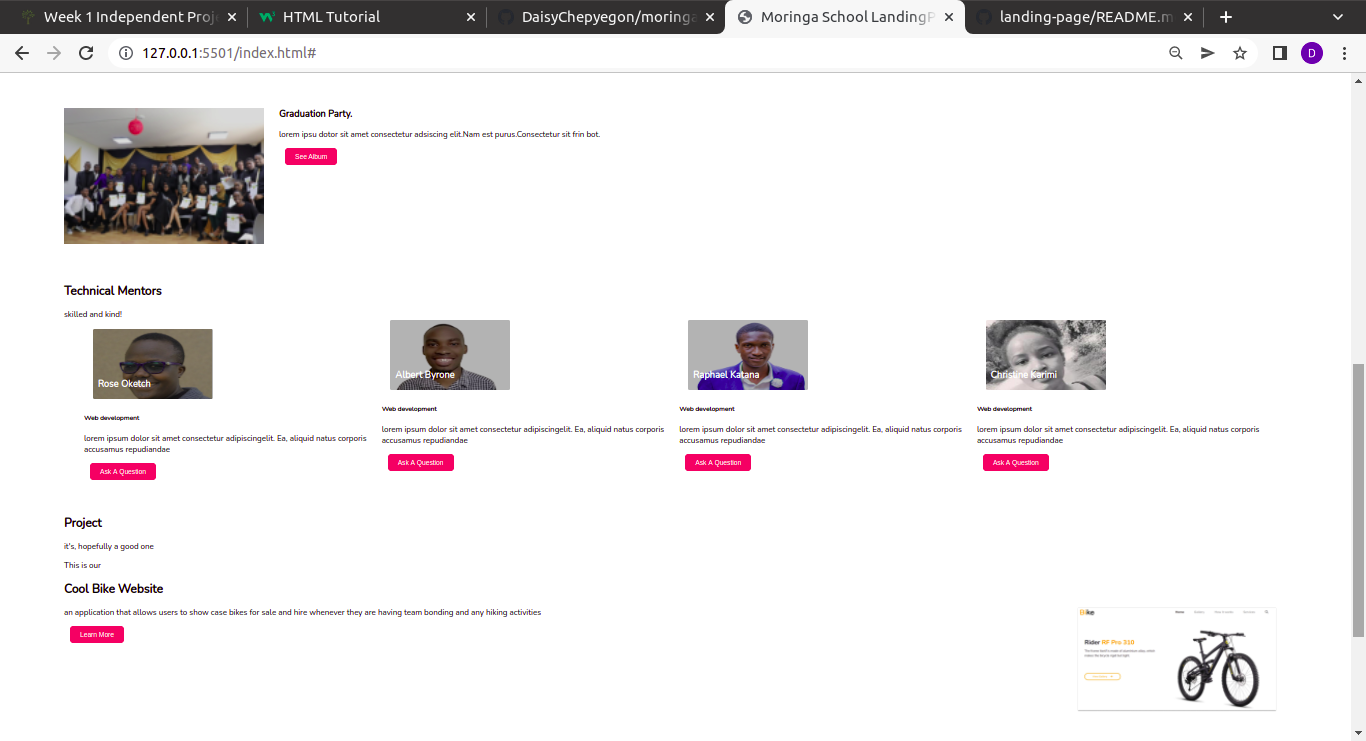 Week 1 Independent Proj
HTML Tutorial
DaisyChepyegon/moringa
Moringa School LandingP
landing-page/README.m
127.0.0.1:5501/index.html#
D
Graduation Party.
lorem ipsu dotor sit amet consectetur adsiscing elit.Nam est purus.Consectetur sit frin bot.
See Album
Technical Mentors
skilled and kind!
Rose Oketch
Albert Byrone
Raphael Katana
Christine Karimi
Web development
Web development
Web development
Web development
lorem ipsum dolor sit amet consectetur adipiscingelit. Ea, aliquid natus corporis
accusamus repudiandae
lorem ipsum dolor sit amet consectetur adipiscingelit. Ea, aliquid natus corporis
accusamus repudiandae
lorem ipsum dolor sit amet consectetur adipiscingelit. Ea, aliquid natus corporis
accusamus repudiandae
lorem ipsum dolor sit amet consectetur adipiscingelit. Ea, aliquid natus corporis
accusamus repudiandae
Ask A Question
Ask A Question
Ask A Question
Ask A Question
Project
it's, hopefully a good one
This is our
Cool Bike Website
an application that allows users to show case bikes for sale and hire whenever they are having team bonding and any hiking activities
Learn More
Bike
Home
Rider RF Pro 310